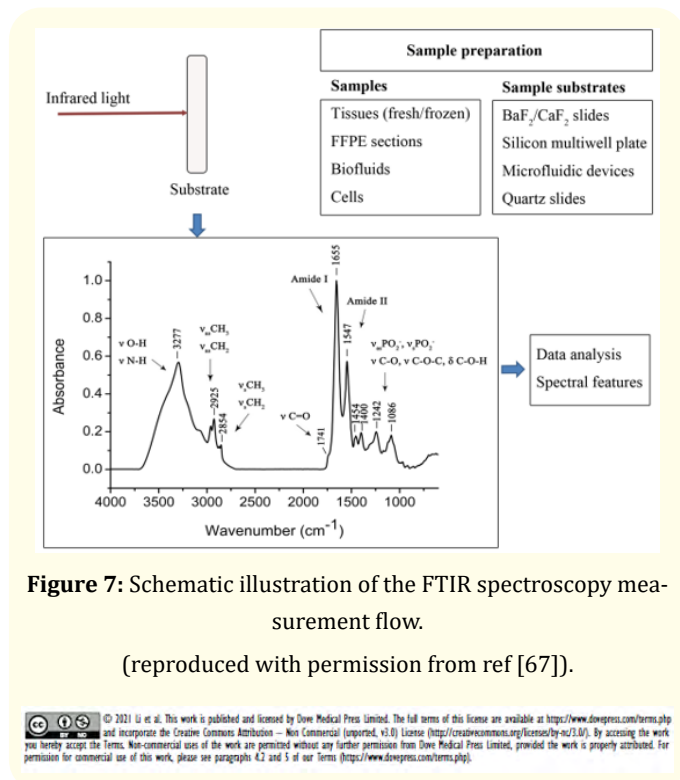 Sample preparation
Infrared light
Substrate
Samples
Tissues (fresh/frozen)
FFPE sections
Biofluids
Cells
Sample substrates
BaF₂/CaF₂ slides
Silicon multiwell plate
Microfluidic devices
Quartz slides
Absorbance
1.0
0.8
0.6
0.4
0.2
0.0
ν O-H
ν N-H
3277
νₐₛCH₃
νₐₛCH₂
2925
2854
νₛCH₃
νₛCH₂
ν C=O
1741
Amide I
1655
Amide II
1547
νₐₛPO₂⁻, νₛPO₂⁻
ν C-O, ν C-O-C, δ C-O-H
1454
1400
1242
1086
4000 3500 3000 2500 2000 1500 1000
Wavenumber (cm⁻¹)
Data analysis
Spectral features
Figure 7: Schematic illustration of the FTIR spectroscopy mea-
surement flow.
(reproduced with permission from ref [67]).
cc BY NC
© 2021 Li et al. This work is published and licensed by Dove Medical Press Limited. The full terms of this license are available at https://www.dovepress.com/terms.php
and incorporate the Creative Commons Attribution – Non Commercial (unported, v3.0) License (http://creativecommons.org/licenses/by-nc/3.0/). By accessing the work
you hereby accept the Terms. Non-commercial uses of the work are permitted without any further permission from Dove Medical Press Limited, provided the work is properly attributed. For
permission for commercial use of this work, please see paragraphs 4.2 and 5 of our Terms (https://www.dovepress.com/terms.php).